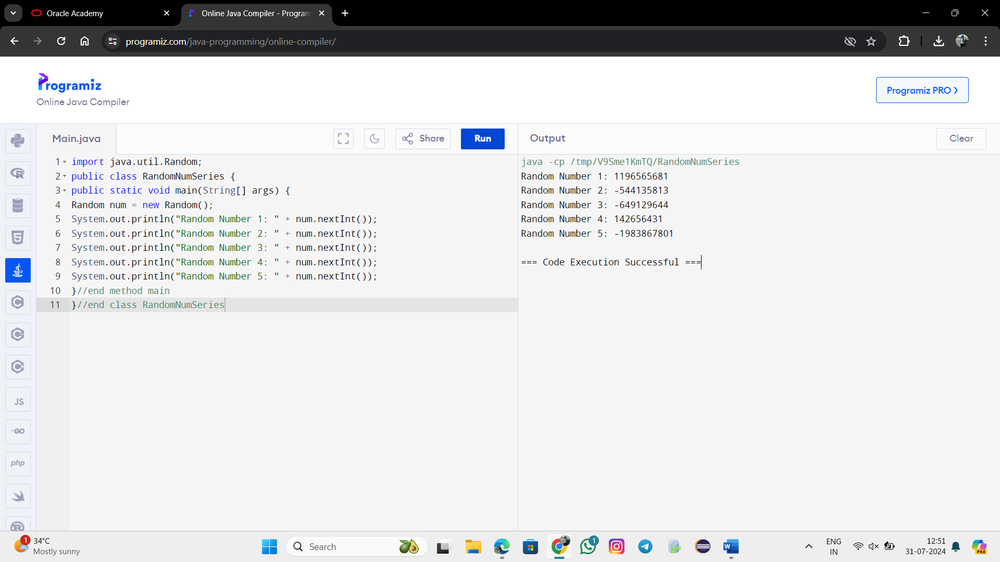 Oracle Academy
Online Java Compiler - Program
programiz.com/java-programming/online-compiler/
Programiz
Online Java Compiler
Programiz PRO
Main.java
Share
Run
Output
Clear
1 import java.util.Random;
2 public class RandomNumSeries {
3 public static void main(String[] args) {
4 Random num = new Random();
5 System.out.println("Random Number 1: " + num.nextInt());
6 System.out.println("Random Number 2: " + num.nextInt());
7 System.out.println("Random Number 3: " + num.nextInt());
8 System.out.println("Random Number 4: " + num.nextInt());
9 System.out.println("Random Number 5: " + num.nextInt());
10 }//end method main
11 }//end class RandomNumSeries
java -cp /tmp/V9Sme1KmTQ/RandomNumSeries
Random Number 1: 1196565681
Random Number 2: -544135813
Random Number 3: -649129644
Random Number 4: 142656431
Random Number 5: -1983867801
=== Code Execution Successful ===
JS
GO
php
1
34°C
Mostly sunny
Search
1
W
ENG
IN
12:51
31-07-2024
PRE